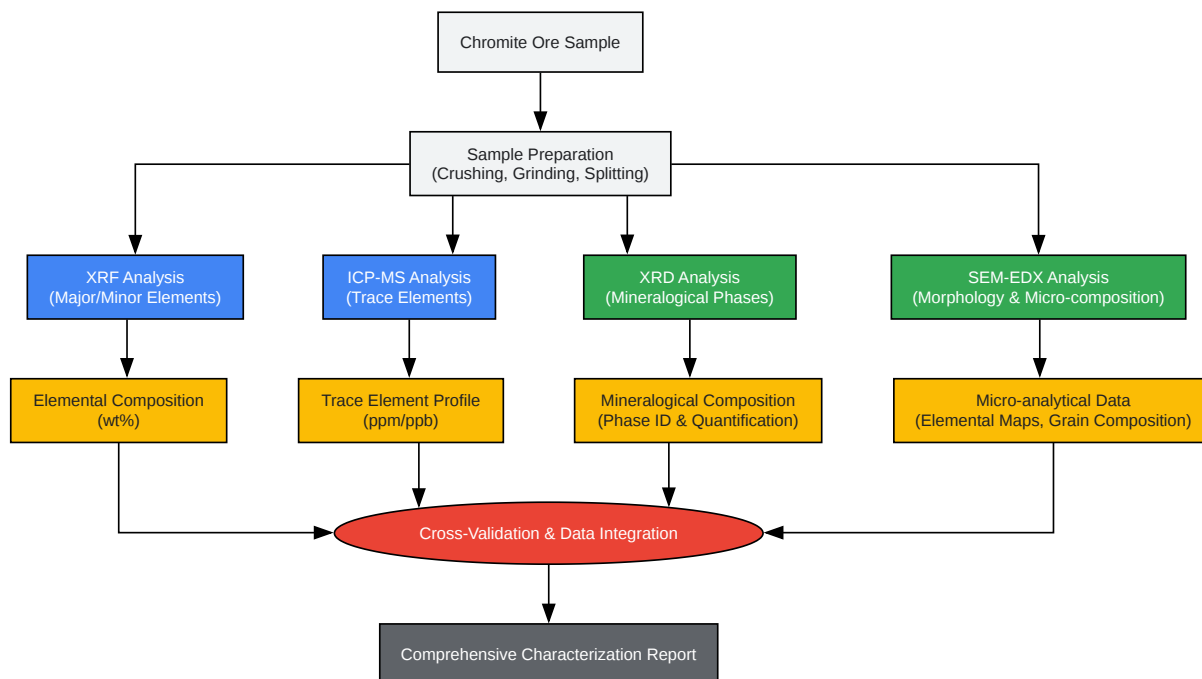 Chromite Ore Sample
Sample Preparation
(Crushing, Grinding, Splitting)
XRF Analysis
(Major/Minor Elements)
ICP-MS Analysis
(Trace Elements)
XRD Analysis
(Mineralogical Phases)
SEM-EDX Analysis
(Morphology & Micro-composition)
Elemental Composition
(wt%)
Trace Element Profile
(ppm/ppb)
Mineralogical Composition
(Phase ID & Quantification)
Micro-analytical Data
(Elemental Maps, Grain Composition)
Cross-Validation & Data Integration
Comprehensive Characterization Report